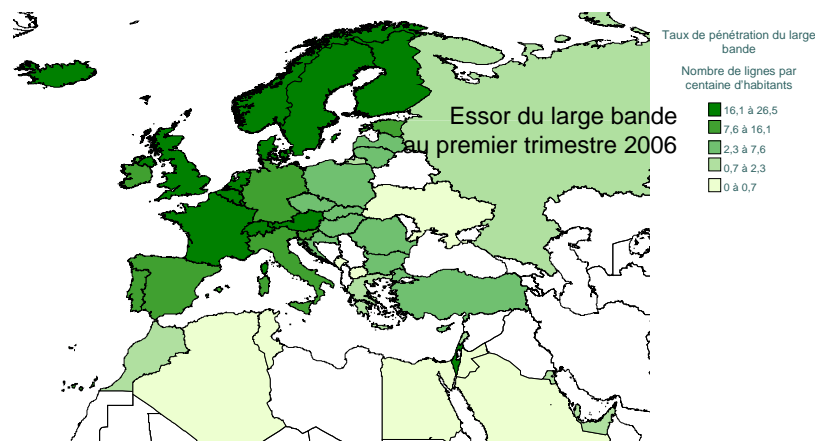 Essor du large bande
au premier trimestre 2006
Taux de pénétration du large
bande
Nombre de lignes par
centaine d'habitants
16,1 à 26,5
7,6 à 16,1
2,3 à 7,6
0,7 à 2,3
0 à 0,7